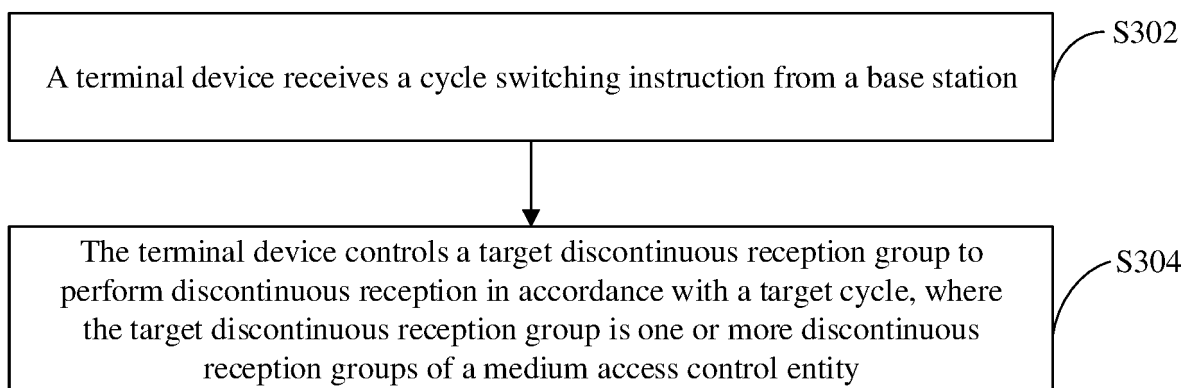 A terminal device receives a cycle switching instruction from a base station
S302
The terminal device controls a target discontinuous reception group to
perform discontinuous reception in accordance with a target cycle, where
the target discontinuous reception group is one or more discontinuous
reception groups of a medium access control entity
S304